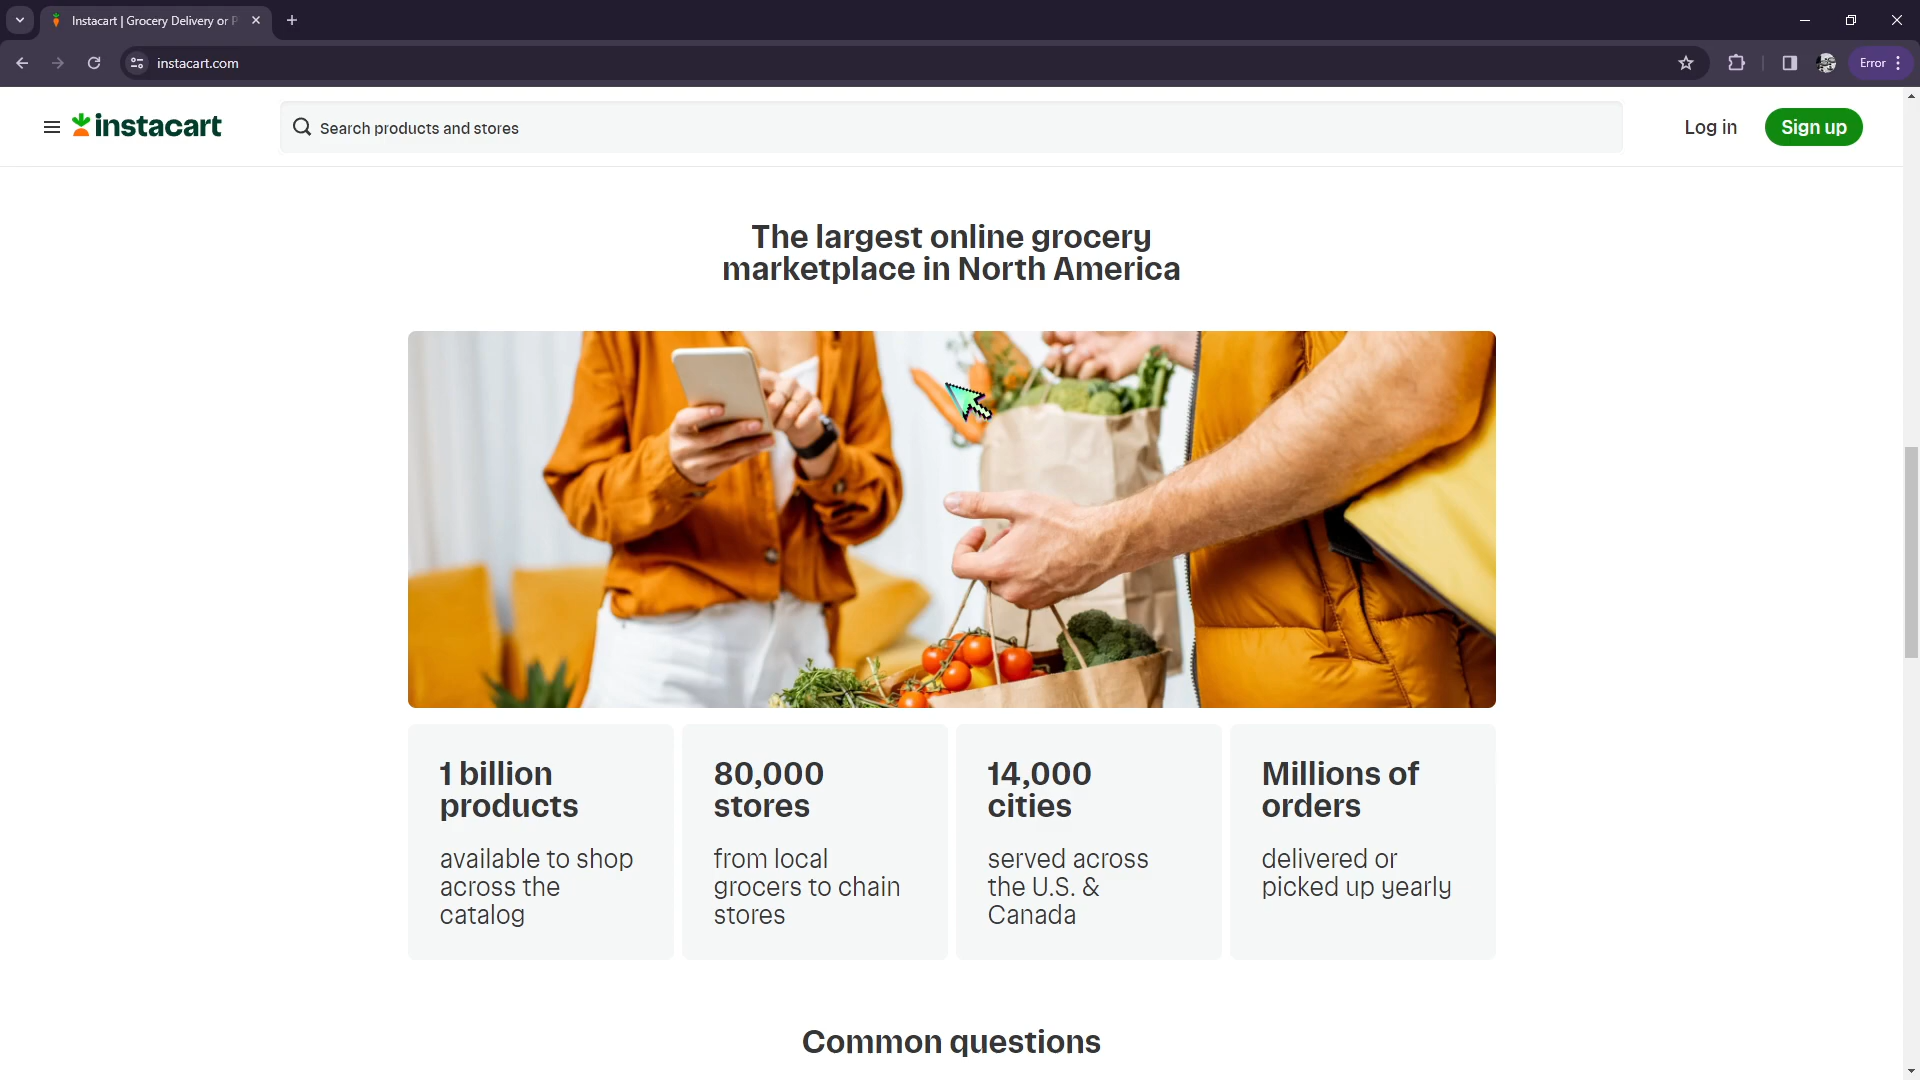 Instacart | Grocery Delivery or P
instacart.com
Error
instacart
Search products and stores
Log in
Sign up
The largest online grocery
marketplace in North America
1 billion
products
available to shop
across the
catalog
80,000
stores
from local
grocers to chain
stores
14,000
cities
served across
the U.S. &
Canada
Millions of
orders
delivered or
picked up yearly
Common questions